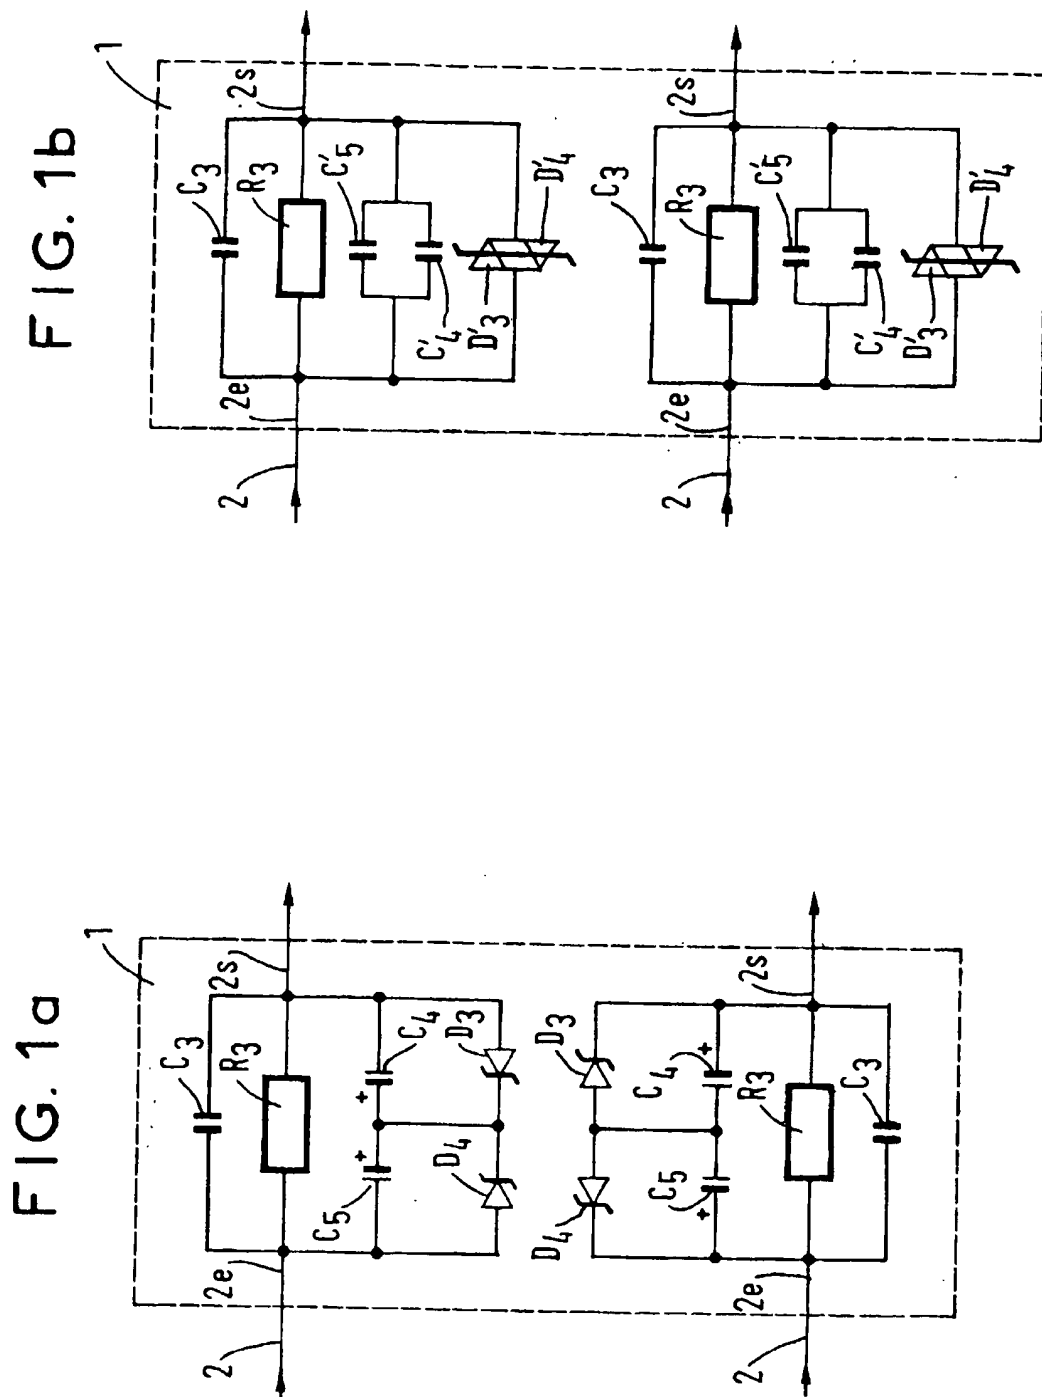 FIG. 1a
1
2
2e
2s
C3
R3
C5
+
+
C4
D4
D3
D4
D3
C5
+
C4
+
R3
C3
2
2e
2s
FIG. 1b
1
2
2e
2s
C3
R3
C'5
C'4
D'3
D'4
2
2e
2s
C3
R3
C'5
C'4
D'3
D'4